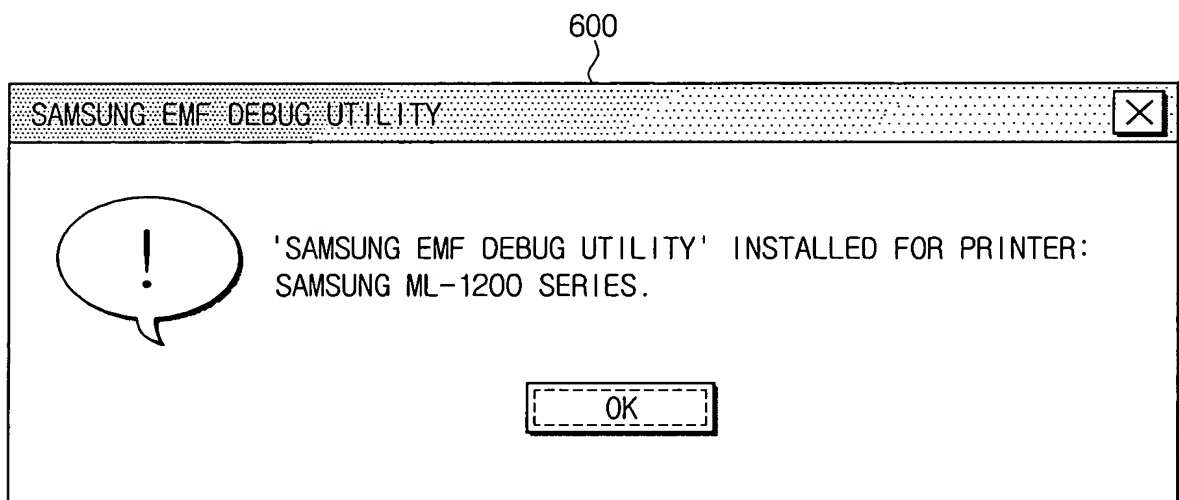 600
SAMSUNG EMF DEBUG UTILITY
!
'SAMSUNG EMF DEBUG UTILITY' INSTALLED FOR PRINTER:
SAMSUNG ML-1200 SERIES.
OK